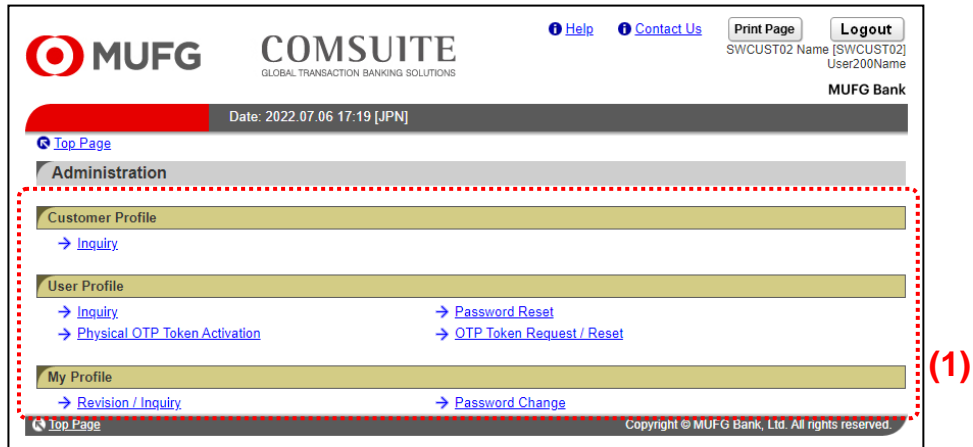 Help Contact Us Print Page Logout
MUFG COMSUITE
GLOBAL TRANSACTION BANKING SOLUTIONS
SWCUST02 Name [SWCUST02]
User200Name
MUFG Bank
Date: 2022.07.06 17:19 [JPN]
Top Page
Administration
Customer Profile
→ Inquiry
User Profile
→ Inquiry → Password Reset
→ Physical OTP Token Activation → OTP Token Request / Reset
(1)
My Profile
→ Revision / Inquiry → Password Change
Top Page Copyright © MUFG Bank, Ltd. All rights reserved.